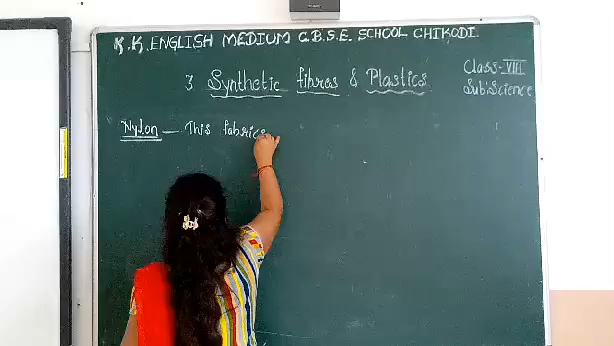 K.K. ENGLISH MEDIUM C.B.S.E. SCHOOL CHIKODI.
Class-VIII
3 Synthetic fibres & Plastics
Sub:Science
Nylon — This fabrics